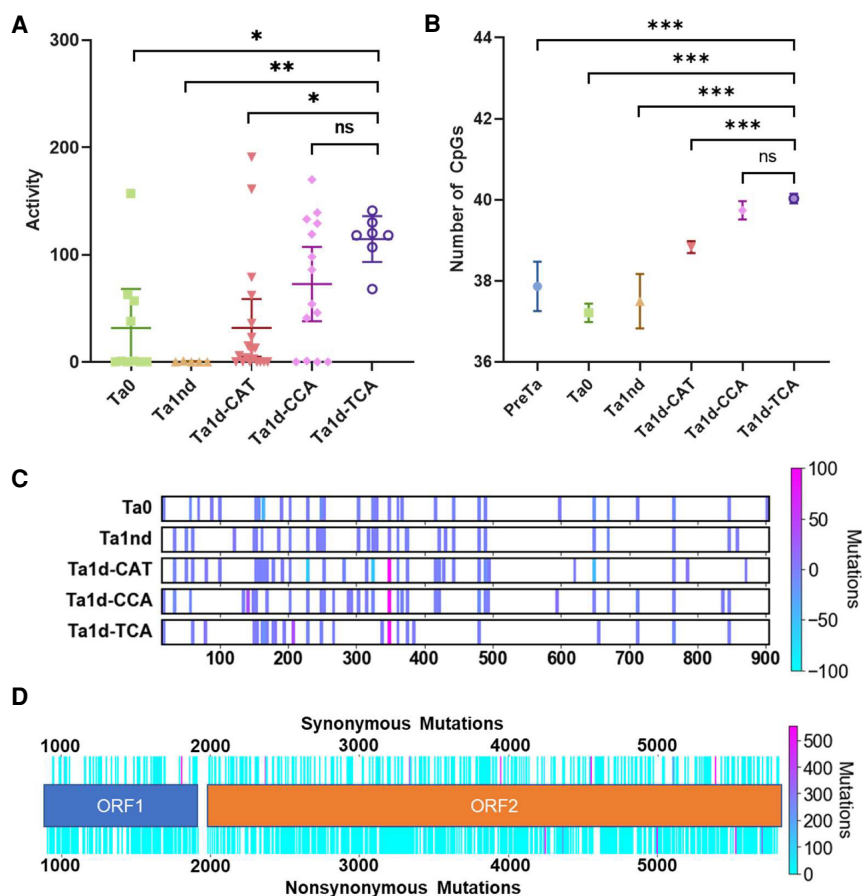 A
300
200
100
0
Activity
*
**
*
ns
Ta0
Ta1nd
Ta1d-CAT
Ta1d-CCA
Ta1d-TCA
B
44
42
40
38
36
Number of CpGs
***
***
***
***
ns
PreTa
Ta0
Ta1nd
Ta1d-CAT
Ta1d-CCA
Ta1d-TCA
C
Ta0
Ta1nd
Ta1d-CAT
Ta1d-CCA
Ta1d-TCA
100 200 300 400 500 600 700 800 900
100
50
0
−50
−100
Mutations
D
Synonymous Mutations
1000 2000 3000 4000 5000
ORF1 ORF2
1000 2000 3000 4000 5000
Nonsynonymous Mutations
500
400
300
200
100
0
Mutations